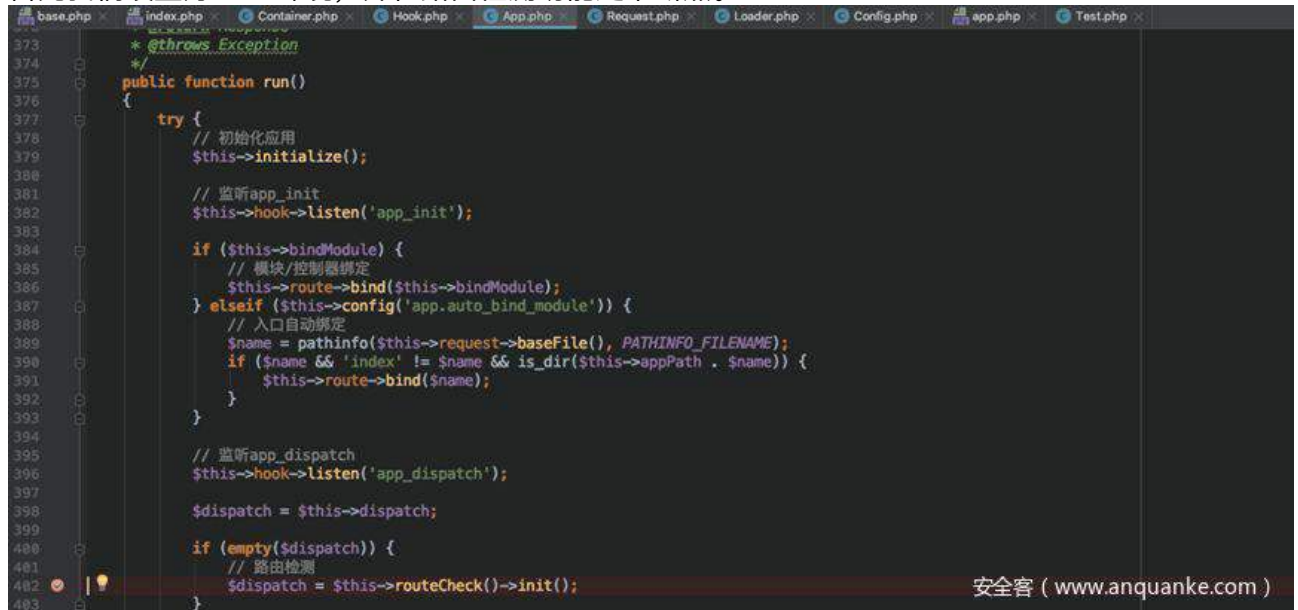 base.php index.php Container.php Hook.php App.php Request.php Loader.php Config.php app.php Test.php
373 * @throws Exception
374 */
375 public function run()
376 {
377 try {
378 // 初始化应用
379 $this->initialize();
380
381 // 监听app_init
382 $this->hook->listen('app_init');
383
384 if ($this->bindModule) {
385 // 模块/控制器绑定
386 $this->route->bind($this->bindModule);
387 } elseif ($this->config('app.auto_bind_module')) {
388 // 入口自动绑定
389 $name = pathinfo($this->request->baseFile(), PATHINFO_FILENAME);
390 if ($name && 'index' != $name && is_dir($this->appPath . $name)) {
391 $this->route->bind($name);
392 }
393 }
394
395 // 监听app_dispatch
396 $this->hook->listen('app_dispatch');
397
398 $dispatch = $this->dispatch;
399
400 if (empty($dispatch)) {
401 // 路由检测
402 $dispatch = $this->routeCheck()->init();
安全客 ( www.anquanke.com )
403 }